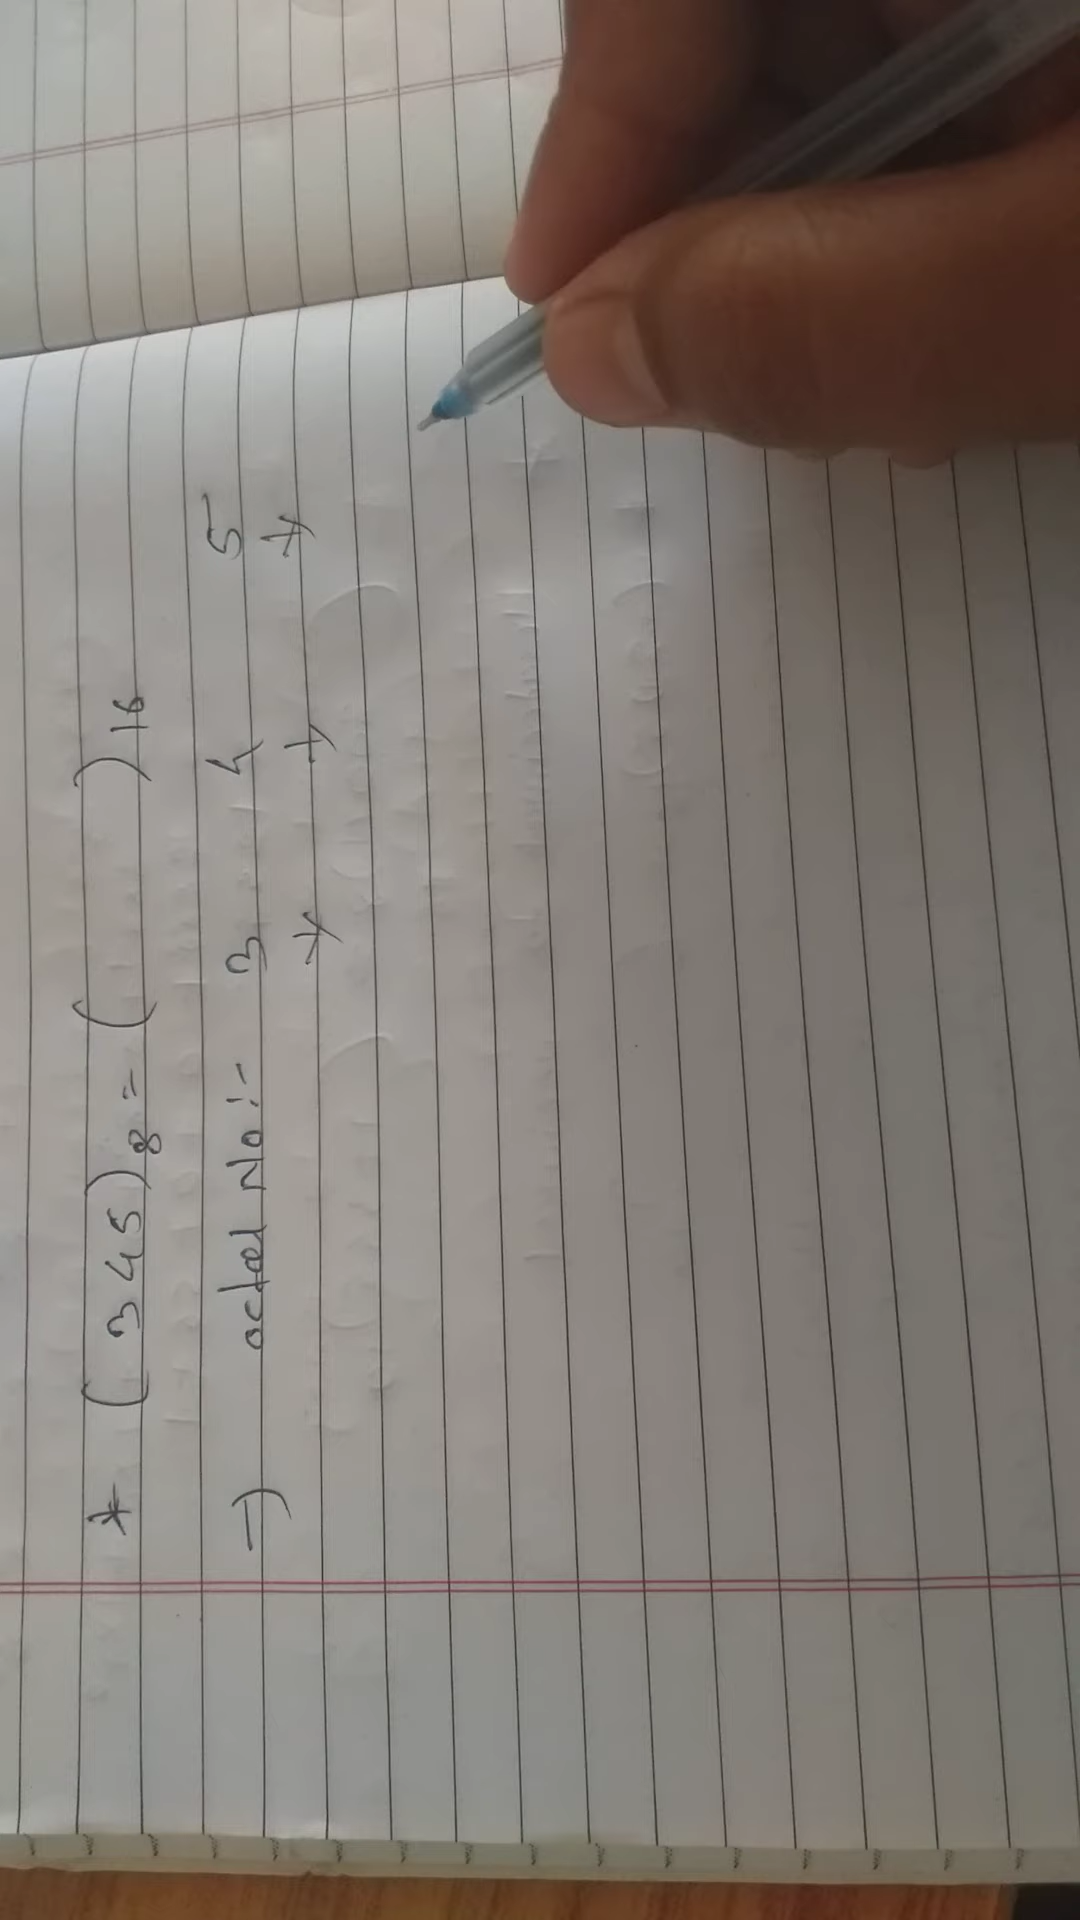 * (345)8 = (      )16
→ octal No:- 3 4 5
↓ ↓ ↓